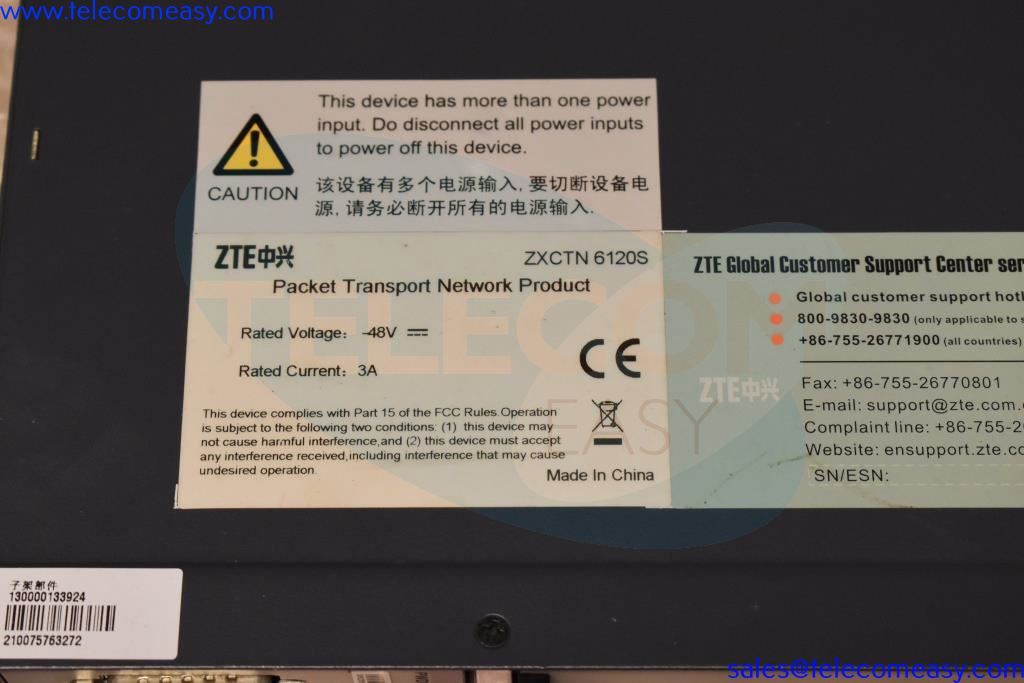 www.telecomeasy.com
This device has more than one power
input. Do disconnect all power inputs
to power off this device.
CAUTION
该设备有多个电源输入, 要切断设备电
源, 请务必断开所有的电源输入.
ZTE中兴
ZXCTN 6120S
Packet Transport Network Product
Rated Voltage: -48V
Rated Current: 3A
This device complies with Part 15 of the FCC Rules.Operation
is subject to the following two conditions: (1) this device may
not cause harmful interference,and (2) this device must accept
any interference received,including interference that may cause
undesired operation.
CE
Made In China
ZTE Global Customer Support Center ser
Global customer support hotl
800-9830-9830 (only applicable to s
+86-755-26771900 (all countries)
ZTE中兴
Fax: +86-755-26770801
E-mail: support@zte.com.
Complaint line: +86-755-2
Website: ensupport.zte.co
SN/ESN:
TELECOM
EASY
子架部件
130000133924
210075763272
sales@telecomeasy.com